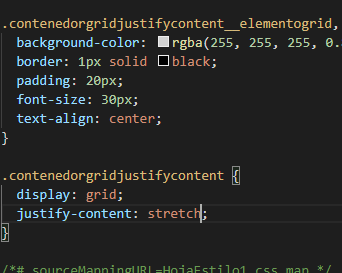 .contenedorgridjustifycontent__elementogrid,
background-color: rgba(255, 255, 255, 0.
border: 1px solid black;
padding: 20px;
font-size: 30px;
text-align: center;
}
.contenedorgridjustifycontent {
display: grid;
justify-content: stretch;
}
/*# sourceMappingURL=HojaEstilo1.css.map */